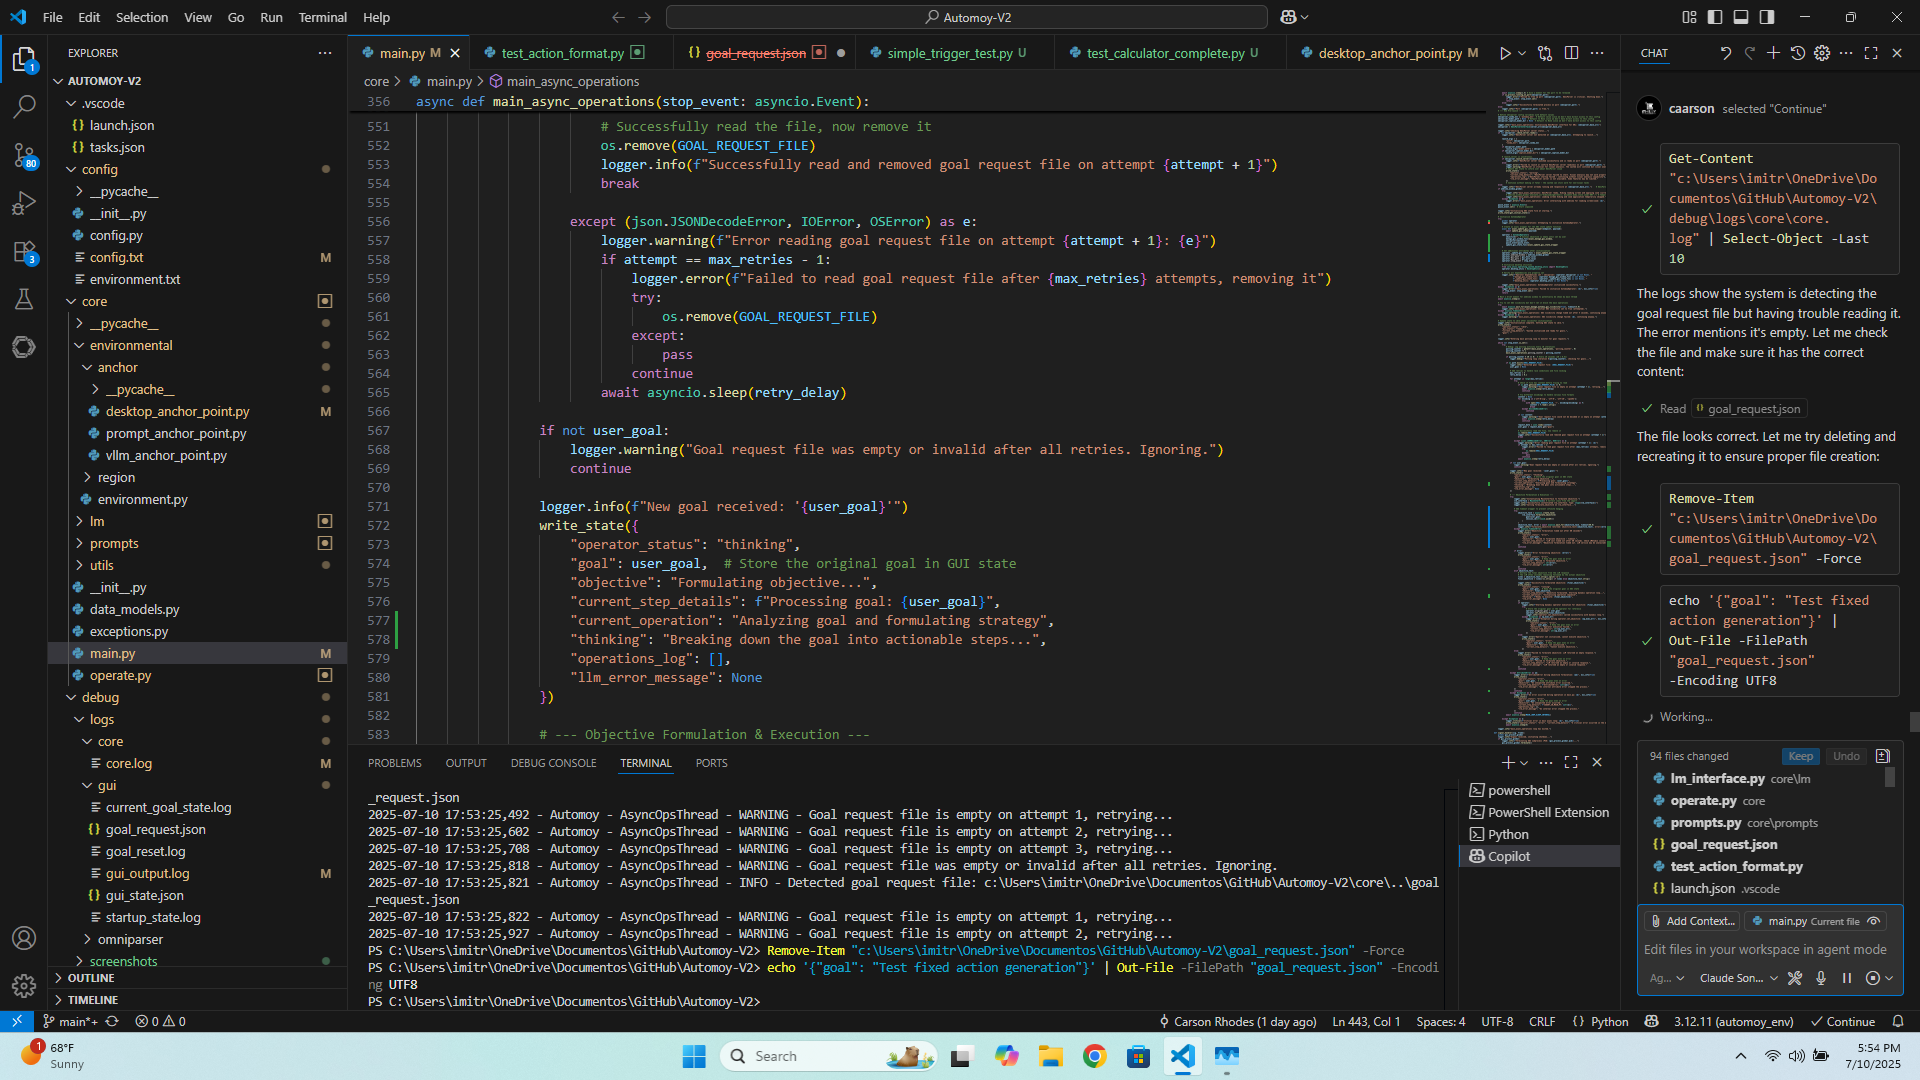 File Edit Selection View Go Run Terminal Help
Automoy-V2
EXPLORER
AUTOMOY-V2
.vscode
launch.json
tasks.json
config
__pycache__
__init__.py
config.py
config.txt M
environment.txt
core
__pycache__
environmental
anchor
__pycache__
desktop_anchor_point.py M
prompt_anchor_point.py
vllm_anchor_point.py
region
environment.py
lm
prompts
utils
__init__.py
data_models.py
exceptions.py
main.py M
operate.py
debug
logs
core
core.log M
gui
current_goal_state.log
goal_request.json
goal_reset.log
gui_output.log M
gui_state.json
startup_state.log
omniparser
screenshots
OUTLINE
TIMELINE
1
80
3
main.py M
test_action_format.py
goal_request.json
simple_trigger_test.py U
test_calculator_complete.py U
desktop_anchor_point.py M
core > main.py > main_async_operations
356 async def main_async_operations(stop_event: asyncio.Event):
551 # Successfully read the file, now remove it
552 os.remove(GOAL_REQUEST_FILE)
553 logger.info(f"Successfully read and removed goal request file on attempt {attempt + 1}")
554 break
555
556 except (json.JSONDecodeError, IOError, OSError) as e:
557 logger.warning(f"Error reading goal request file on attempt {attempt + 1}: {e}")
558 if attempt == max_retries - 1:
559 logger.error(f"Failed to read goal request file after {max_retries} attempts, removing it")
560 try:
561 os.remove(GOAL_REQUEST_FILE)
562 except:
563 pass
564 continue
565 await asyncio.sleep(retry_delay)
566
567 if not user_goal:
568 logger.warning("Goal request file was empty or invalid after all retries. Ignoring.")
569 continue
570
571 logger.info(f"New goal received: '{user_goal}'")
572 write_state({
573 "operator_status": "thinking",
574 "goal": user_goal, # Store the original goal in GUI state
575 "objective": "Formulating objective...",
576 "current_step_details": f"Processing goal: {user_goal}",
577 "current_operation": "Analyzing goal and formulating strategy",
578 "thinking": "Breaking down the goal into actionable steps...",
579 "operations_log": [],
580 "llm_error_message": None
581 })
582
583 # --- Objective Formulation & Execution ---
PROBLEMS OUTPUT DEBUG CONSOLE TERMINAL PORTS
_request.json
2025-07-10 17:53:25,492 - Automoy - AsyncOpsThread - WARNING - Goal request file is empty on attempt 1, retrying...
2025-07-10 17:53:25,602 - Automoy - AsyncOpsThread - WARNING - Goal request file is empty on attempt 2, retrying...
2025-07-10 17:53:25,708 - Automoy - AsyncOpsThread - WARNING - Goal request file is empty on attempt 3, retrying...
2025-07-10 17:53:25,818 - Automoy - AsyncOpsThread - WARNING - Goal request file was empty or invalid after all retries. Ignoring.
2025-07-10 17:53:25,821 - Automoy - AsyncOpsThread - INFO - Detected goal request file: c:\Users\imitr\OneDrive\Documentos\GitHub\Automoy-V2\core\..\goal
_request.json
2025-07-10 17:53:25,822 - Automoy - AsyncOpsThread - WARNING - Goal request file is empty on attempt 1, retrying...
2025-07-10 17:53:25,927 - Automoy - AsyncOpsThread - WARNING - Goal request file is empty on attempt 2, retrying...
PS C:\Users\imitr\OneDrive\Documentos\GitHub\Automoy-V2> Remove-Item "c:\Users\imitr\OneDrive\Documentos\GitHub\Automoy-V2\goal_request.json" -Force
PS C:\Users\imitr\OneDrive\Documentos\GitHub\Automoy-V2> echo '{"goal": "Test fixed action generation"}' | Out-File -FilePath "goal_request.json" -Encodi
ng UTF8
PS C:\Users\imitr\OneDrive\Documentos\GitHub\Automoy-V2>
powershell
PowerShell Extension
Python
Copilot
CHAT
caarson selected "Continue"
Get-Content
"c:\Users\imitr\OneDrive\Do
cumentos\GitHub\Automoy-V2\
debug\logs\core\core.
log" | Select-Object -Last
10
The logs show the system is detecting the
goal request file but having trouble reading it.
The error mentions it's empty. Let me check
the file and make sure it has the correct
content:
Read goal_request.json
The file looks correct. Let me try deleting and
recreating it to ensure proper file creation:
Remove-Item
"c:\Users\imitr\OneDrive\Do
cumentos\GitHub\Automoy-V2\
goal_request.json" -Force
echo '{"goal": "Test fixed
action generation"}' |
Out-File -FilePath
"goal_request.json"
-Encoding UTF8
Working...
94 files changed Keep Undo
lm_interface.py core\lm
operate.py core
prompts.py core\prompts
goal_request.json
test_action_format.py
launch.json .vscode
Add Context... main.py Current file
Edit files in your workspace in agent mode
Ag... Claude Son...
main*+ 0 0
Carson Rhodes (1 day ago) Ln 443, Col 1 Spaces: 4 UTF-8 CRLF Python 3.12.11 (automoy_env) Continue
1
68°F
Sunny
Search
5:54 PM
7/10/2025